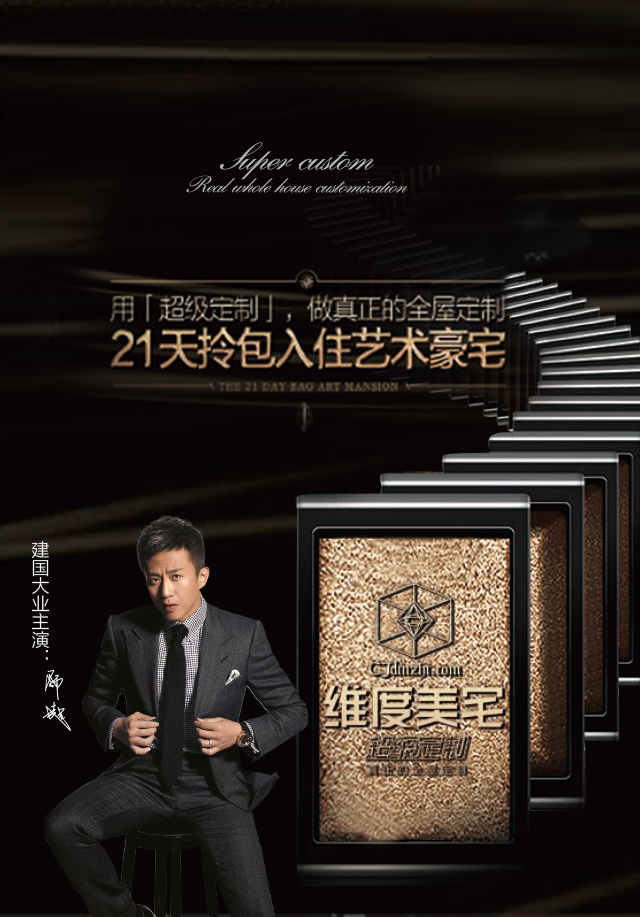 Super custom
Real whole house customization
用「超级定制」，做真正的全屋定制
21天拎包入住艺术豪宅
THE 21 DAY BAG ART MANSION
建国大业主演：
CJdnzhi.com
维度美宅
超级定制